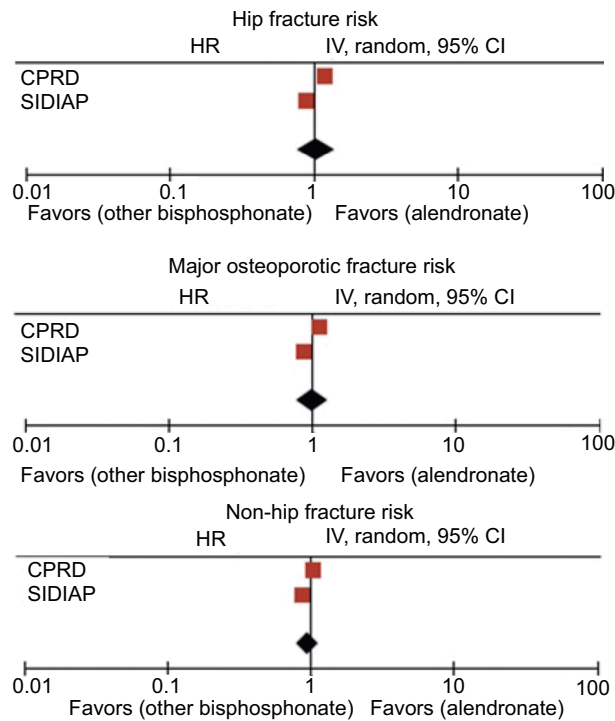 Hip fracture risk
HR IV, random, 95% CI
CPRD
SIDIAP
0.01 0.1 1 10 100
Favors (other bisphosphonate) Favors (alendronate)
Major osteoporotic fracture risk
HR IV, random, 95% CI
CPRD
SIDIAP
0.01 0.1 1 10 100
Favors (other bisphosphonate) Favors (alendronate)
Non-hip fracture risk
HR IV, random, 95% CI
CPRD
SIDIAP
0.01 0.1 1 10 100
Favors (other bisphosphonate) Favors (alendronate)